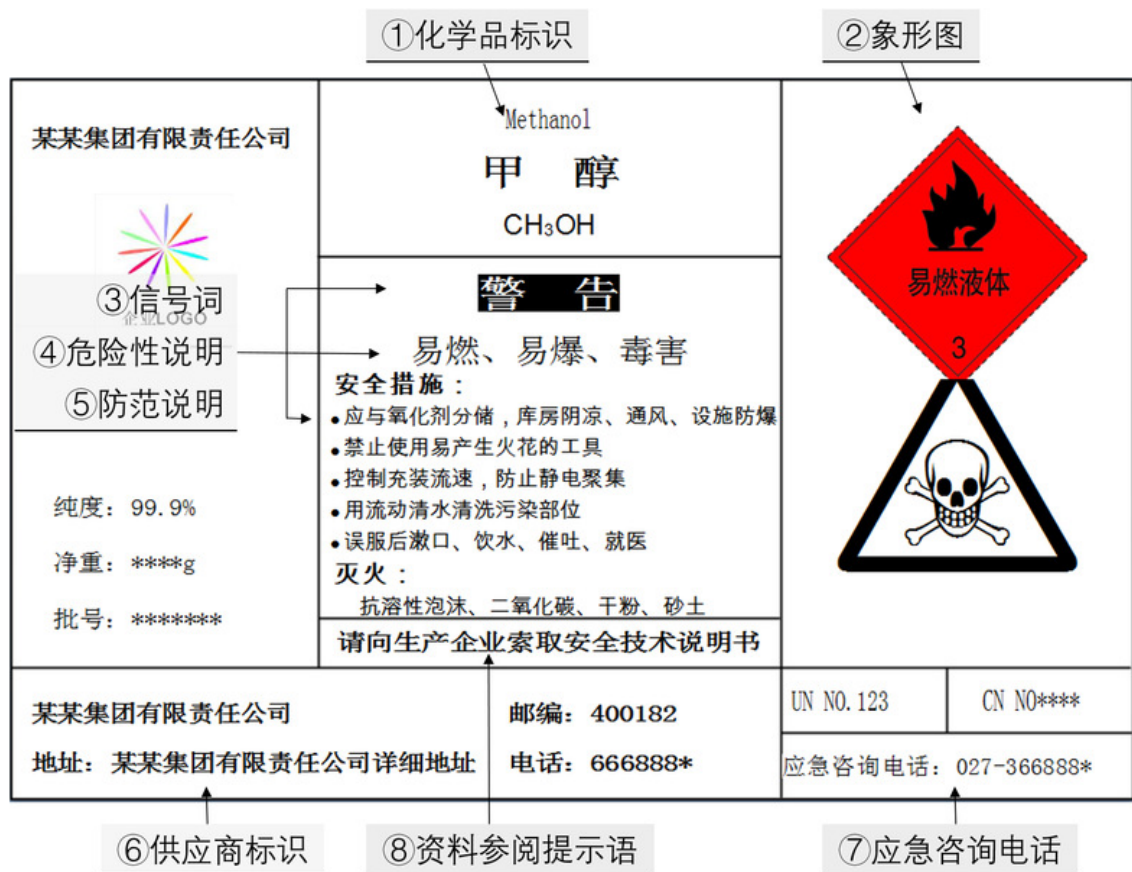 ①化学品标识
②象形图
某某集团有限责任公司
Methanol
甲 醇
CH₃OH
③信号词
企业LOGO
④危险性说明
⑤防范说明
警 告
易燃、易爆、毒害
安全措施：
•应与氧化剂分储，库房阴凉、通风、设施防爆
•禁止使用易产生火花的工具
•控制充装流速，防止静电聚集
•用流动清水清洗污染部位
•误服后漱口、饮水、催吐、就医
灭火：
抗溶性泡沫、二氧化碳、干粉、砂土
请向生产企业索取安全技术说明书
易燃液体
3
纯度：99.9%
净重：****g
批号：*******
某某集团有限责任公司
邮编：400182
地址：某某集团有限责任公司详细地址
电话：666888*
UN NO.123
CN NO****
应急咨询电话：027-366888*
⑥供应商标识
⑧资料参阅提示语
⑦应急咨询电话